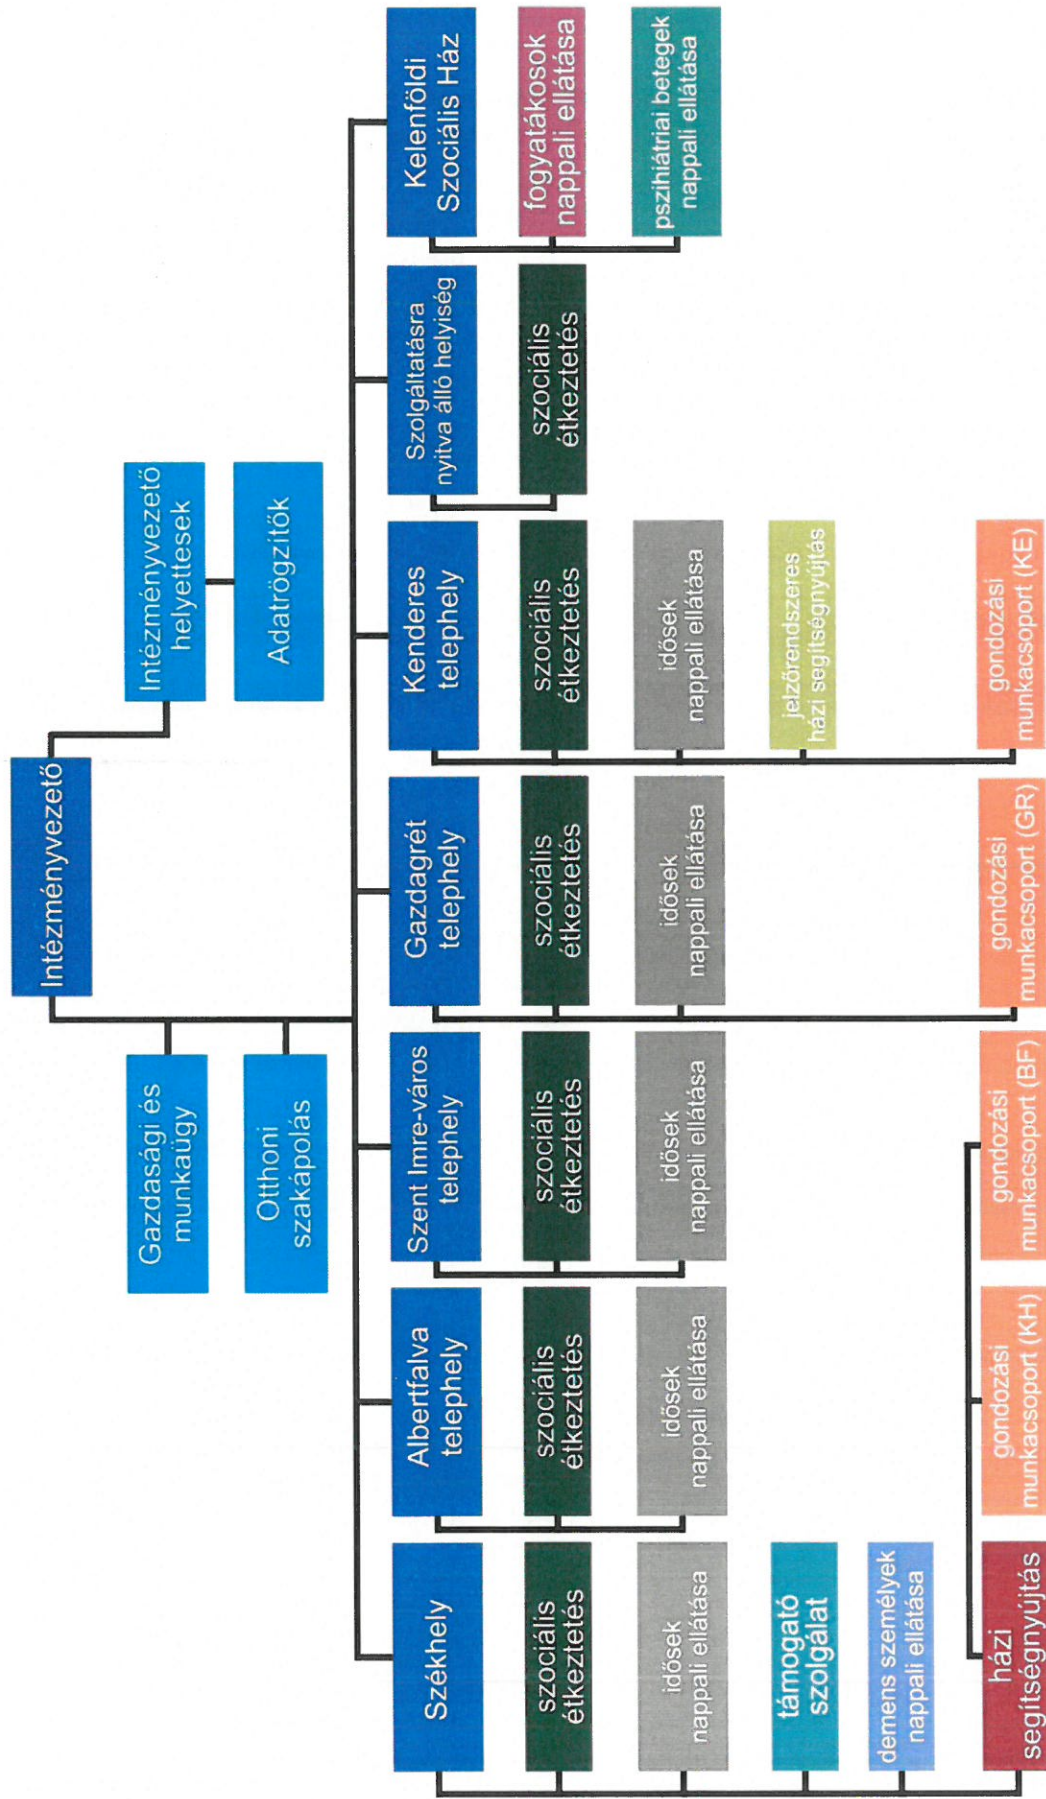 Intézményvezető
Intézményvezető
helyettesek
Adatrögzítők
Gazdasági és
munkaügy
Otthoni
szakápolás
Székhely
szociális
étkeztetés
idősek
nappali ellátása
támogató
szolgálat
demens személyek
nappali ellátása
házi
segítségnyújtás
Albertfalva
telephely
szociális
étkeztetés
idősek
nappali ellátása
gondozási
munkacsoport (KH)
Szent Imre-város
telephely
szociális
étkeztetés
idősek
nappali ellátása
gondozási
munkacsoport (BF)
Gazdagrét
telephely
szociális
étkeztetés
idősek
nappali ellátása
gondozási
munkacsoport (GR)
Kenderes
telephely
szociális
étkeztetés
idősek
nappali ellátása
jelzőrendszeres
házi segítségnyújtás
gondozási
munkacsoport (KE)
Szolgáltatásra
nyitva álló helyiség
szociális
étkeztetés
Kelenföldi
Szociális Ház
fogyatákosok
nappali ellátása
pszihiátriai betegek
nappali ellátása